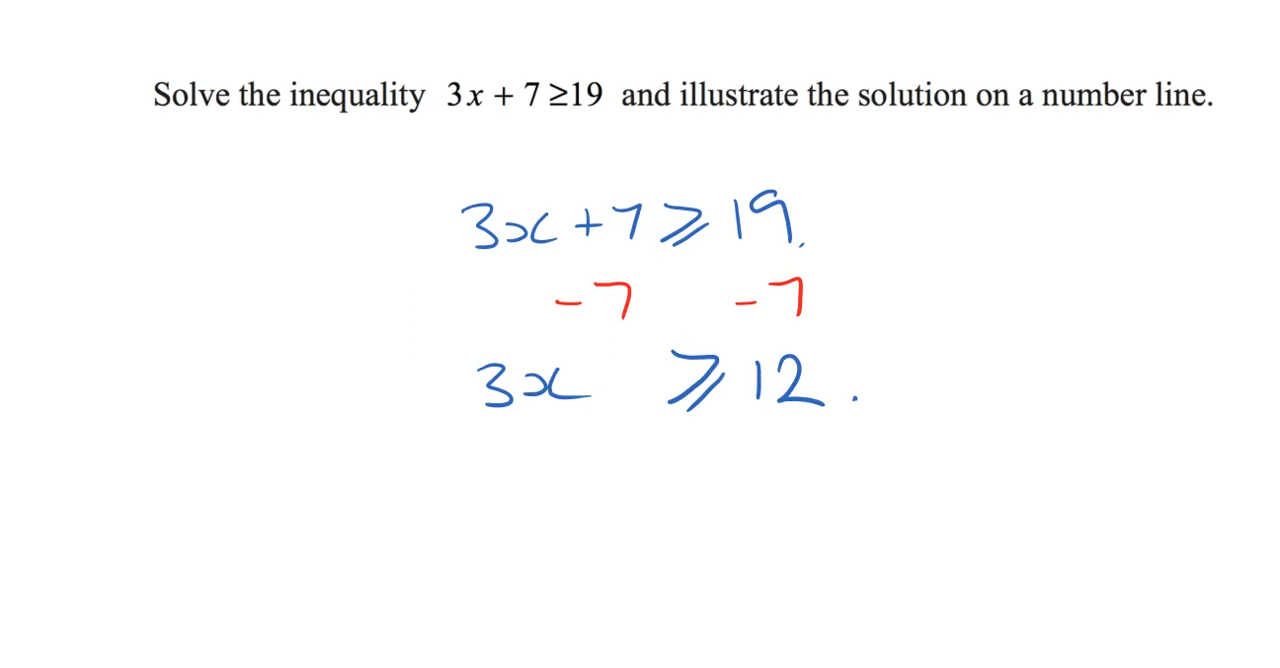 Solve the inequality 3x + 7 ≥19 and illustrate the solution on a number line.
3x + 7 ⩾ 19.
-7 -7
3x ⩾ 12.